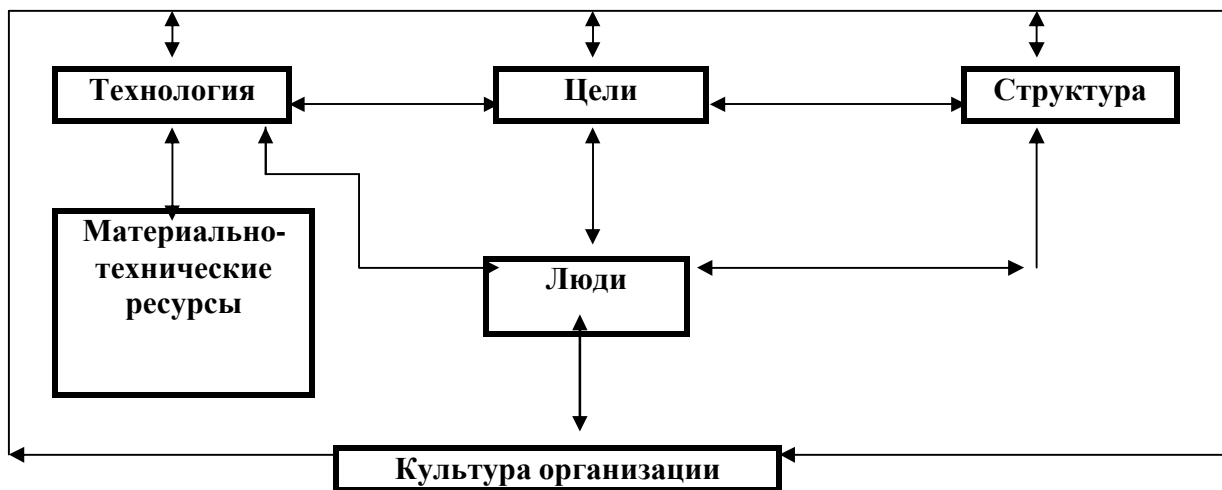 Технология
Цели
Структура
Материально-
технические
ресурсы
Люди
Культура организации